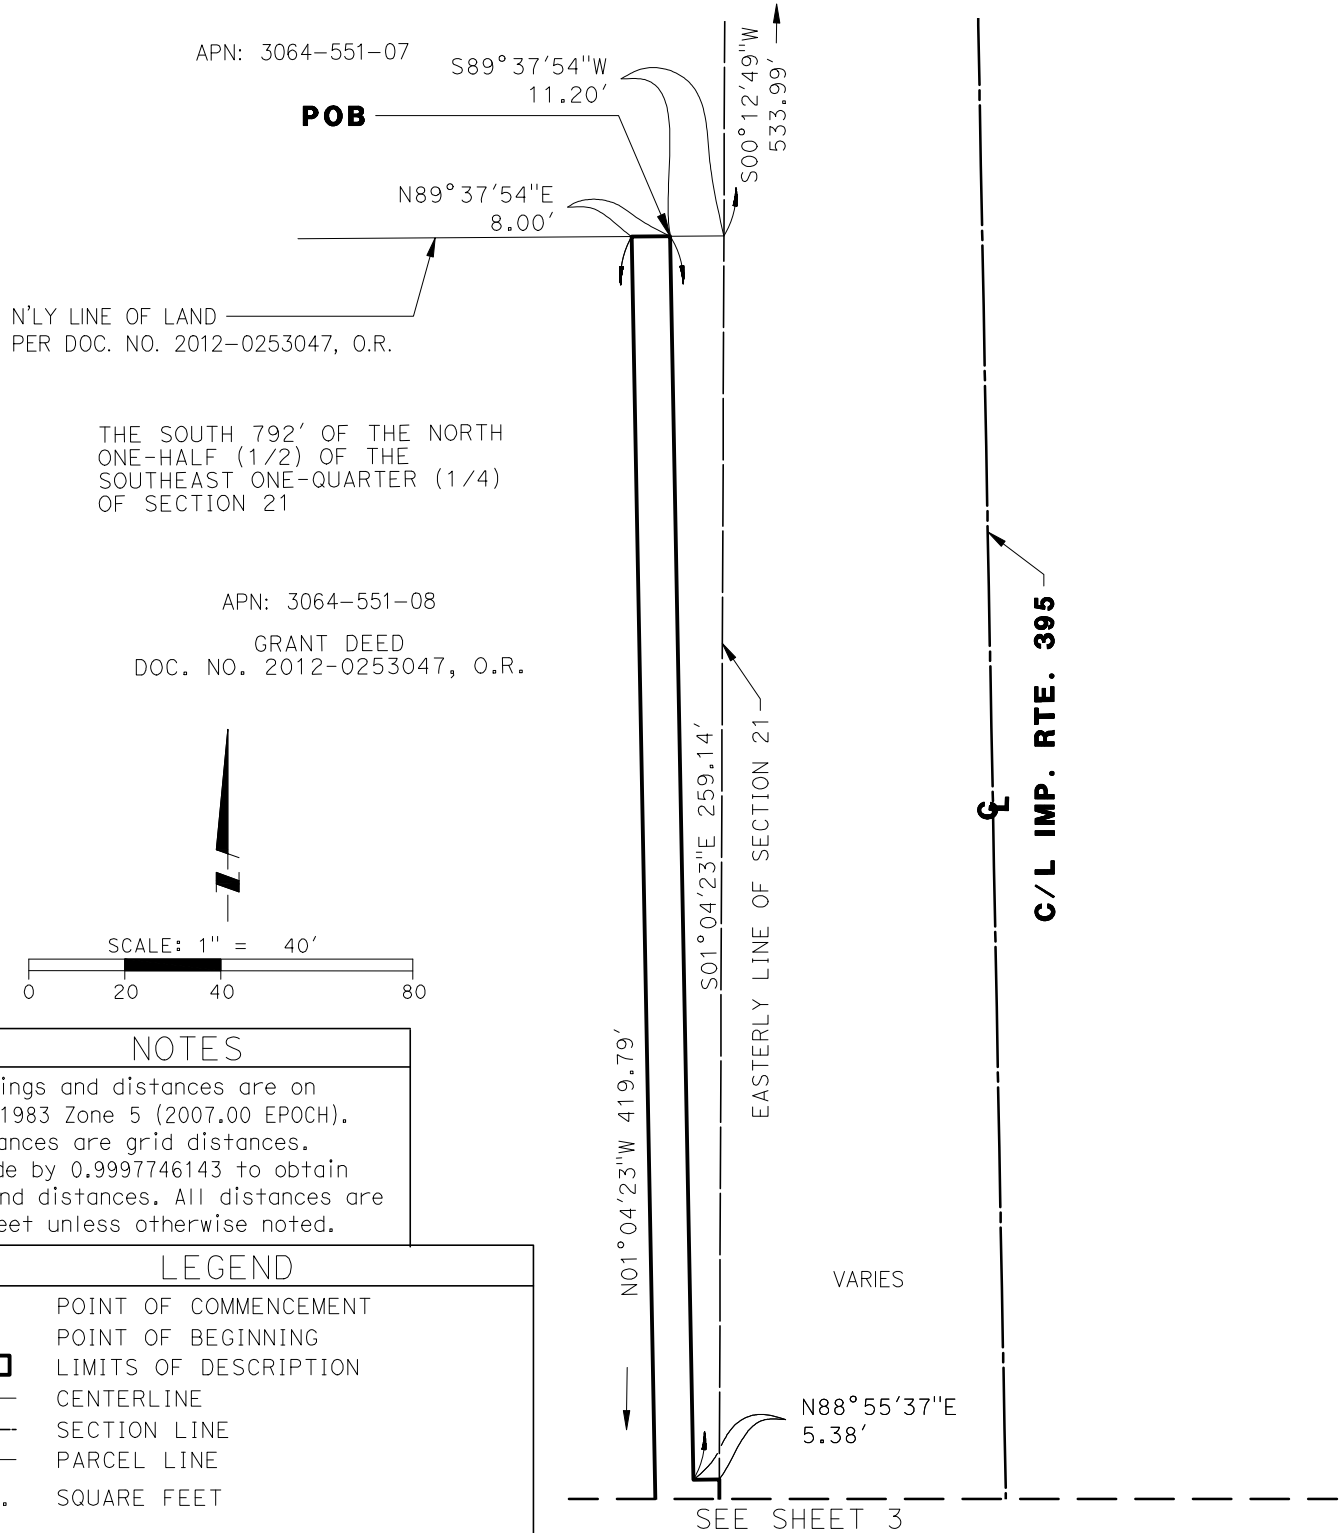 APN: 3064-551-07
S89°37'54"W
11.20'
S00°12'49"W
533.99'
POB
N89°37'54"E
8.00'
N'LY LINE OF LAND
PER DOC. NO. 2012-0253047, O.R.
THE SOUTH 792' OF THE NORTH
ONE-HALF (1/2) OF THE
SOUTHEAST ONE-QUARTER (1/4)
OF SECTION 21
APN: 3064-551-08
GRANT DEED
DOC. NO. 2012-0253047, O.R.
C/L IMP. RTE. 395
CL
S01°04'23"E 259.14'
EASTERLY LINE OF SECTION 21
N01°04'23"W 419.79'
N
SCALE: 1" = 40'
0 20 40 80
NOTES
ings and distances are on
1983 Zone 5 (2007.00 EPOCH).
ances are grid distances.
de by 0.9997746143 to obtain
nd distances. All distances are
eet unless otherwise noted.
LEGEND
POINT OF COMMENCEMENT
POINT OF BEGINNING
LIMITS OF DESCRIPTION
CENTERLINE
SECTION LINE
PARCEL LINE
. SQUARE FEET
VARIES
N88°55'37"E
5.38'
SEE SHEET 3